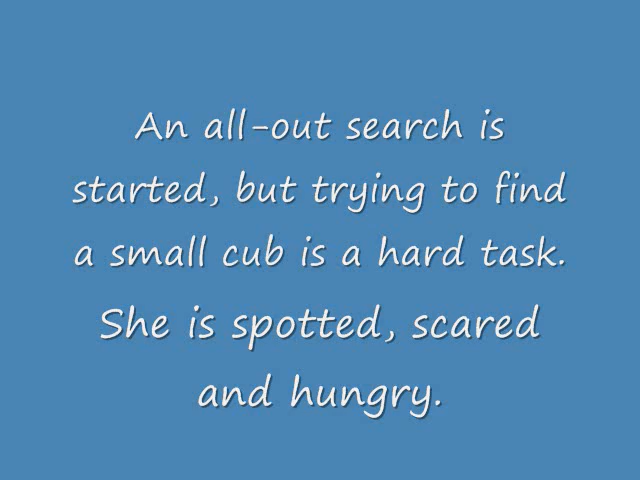 An all-out search is
started, but trying to find
a small cub is a hard task.
She is spotted, scared
and hungry.